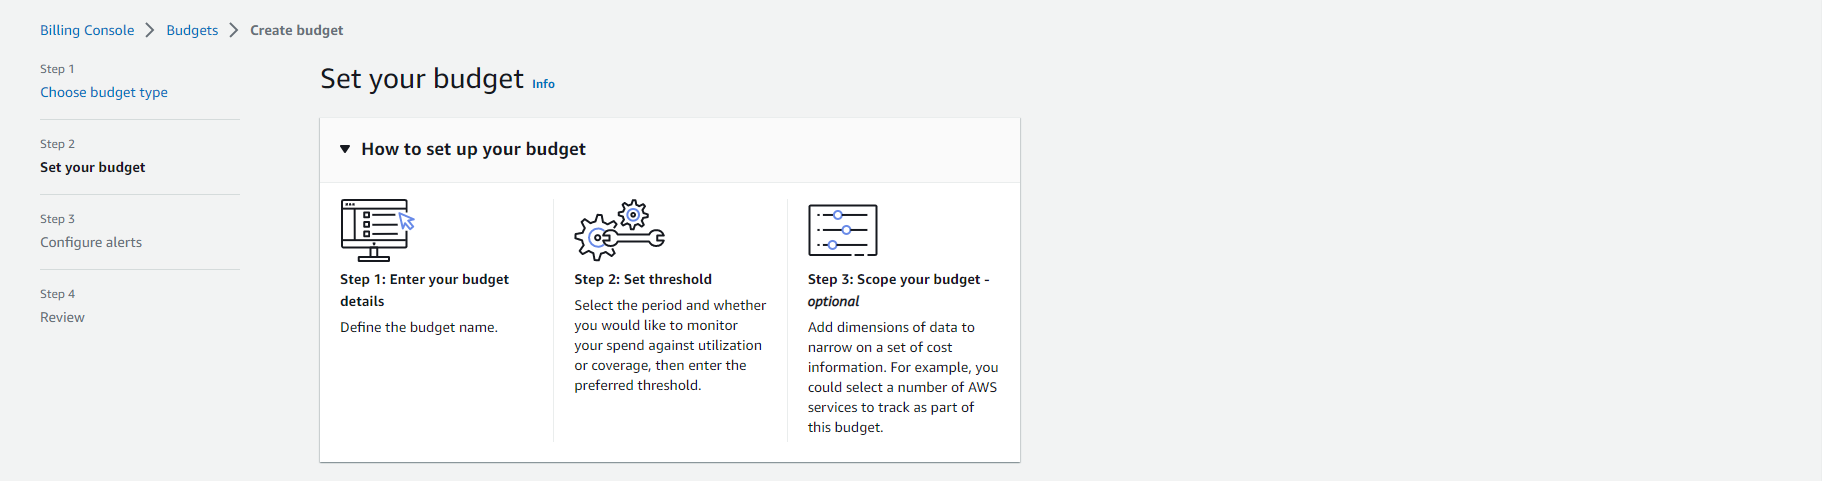 Billing Console > Budgets > Create budget
Step 1
Choose budget type
Step 2
Set your budget
Step 3
Configure alerts
Step 4
Review
Set your budget Info
How to set up your budget
Step 1: Enter your budget
details
Define the budget name.
Step 2: Set threshold
Select the period and whether
you would like to monitor
your spend against utilization
or coverage, then enter the
preferred threshold.
Step 3: Scope your budget -
optional
Add dimensions of data to
narrow on a set of cost
information. For example, you
could select a number of AWS
services to track as part of
this budget.